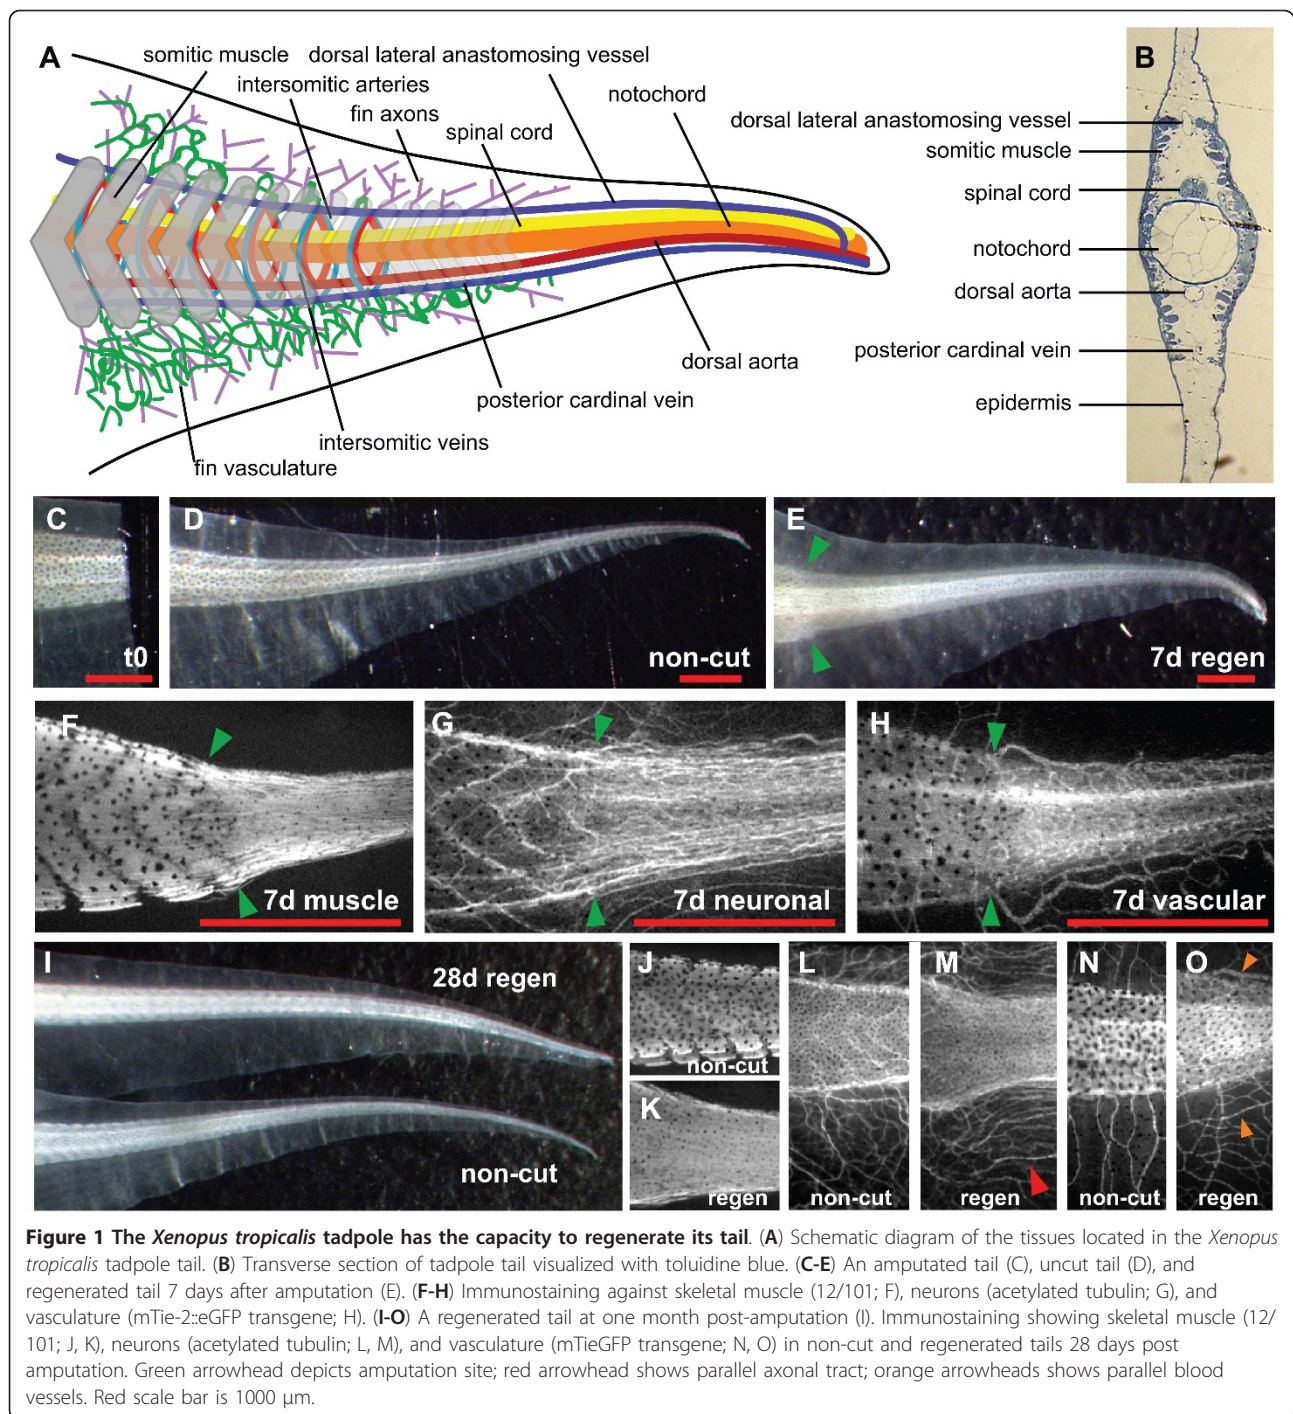 A
somitic muscle
dorsal lateral anastomosing vessel
intersomitic arteries
notochord
fin axons
spinal cord
dorsal aorta
posterior cardinal vein
intersomitic veins
fin vasculature
B
dorsal lateral anastomosing vessel
somitic muscle
spinal cord
notochord
dorsal aorta
posterior cardinal vein
epidermis
C
t0
D
non-cut
E
7d regen
F
7d muscle
G
7d neuronal
H
7d vascular
I
28d regen
non-cut
J
non-cut
K
regen
L
non-cut
M
regen
N
non-cut
O
regen
Figure 1 The Xenopus tropicalis tadpole has the capacity to regenerate its tail. (A) Schematic diagram of the tissues located in the Xenopus
tropicalis tadpole tail. (B) Transverse section of tadpole tail visualized with toluidine blue. (C-E) An amputated tail (C), uncut tail (D), and
regenerated tail 7 days after amputation (E). (F-H) Immunostaining against skeletal muscle (12/101; F), neurons (acetylated tubulin; G), and
vasculature (mTie-2::eGFP transgene; H). (I-O) A regenerated tail at one month post-amputation (I). Immunostaining showing skeletal muscle (12/
101; J, K), neurons (acetylated tubulin; L, M), and vasculature (mTieGFP transgene; N, O) in non-cut and regenerated tails 28 days post
amputation. Green arrowhead depicts amputation site; red arrowhead shows parallel axonal tract; orange arrowheads shows parallel blood
vessels. Red scale bar is 1000 μm.